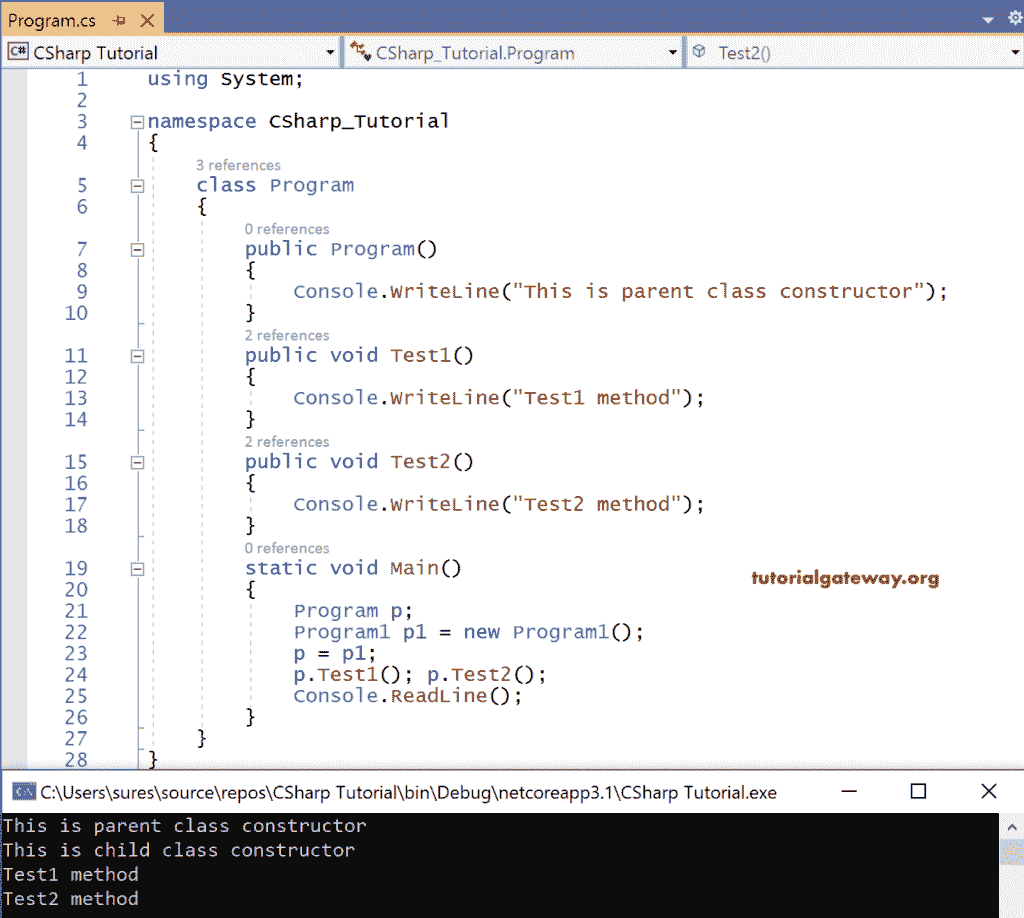 Program.cs
C# CSharp Tutorial CSharp_Tutorial.Program Test2()
1 using System;
2
3 namespace CSharp_Tutorial
4 {
3 references
5 class Program
6 {
0 references
7 public Program()
8 {
9 Console.WriteLine("This is parent class constructor");
10 }
2 references
11 public void Test1()
12 {
13 Console.WriteLine("Test1 method");
14 }
2 references
15 public void Test2()
16 {
17 Console.WriteLine("Test2 method");
18 }
0 references
19 static void Main()
20 {
21 Program p;
22 Program1 p1 = new Program1();
23 p = p1;
24 p.Test1(); p.Test2();
25 Console.ReadLine();
26 }
27 }
28 }
tutorialgateway.org
C:\Users\sures\source\repos\CSharp Tutorial\bin\Debug\netcoreapp3.1\CSharp Tutorial.exe
This is parent class constructor
This is child class constructor
Test1 method
Test2 method